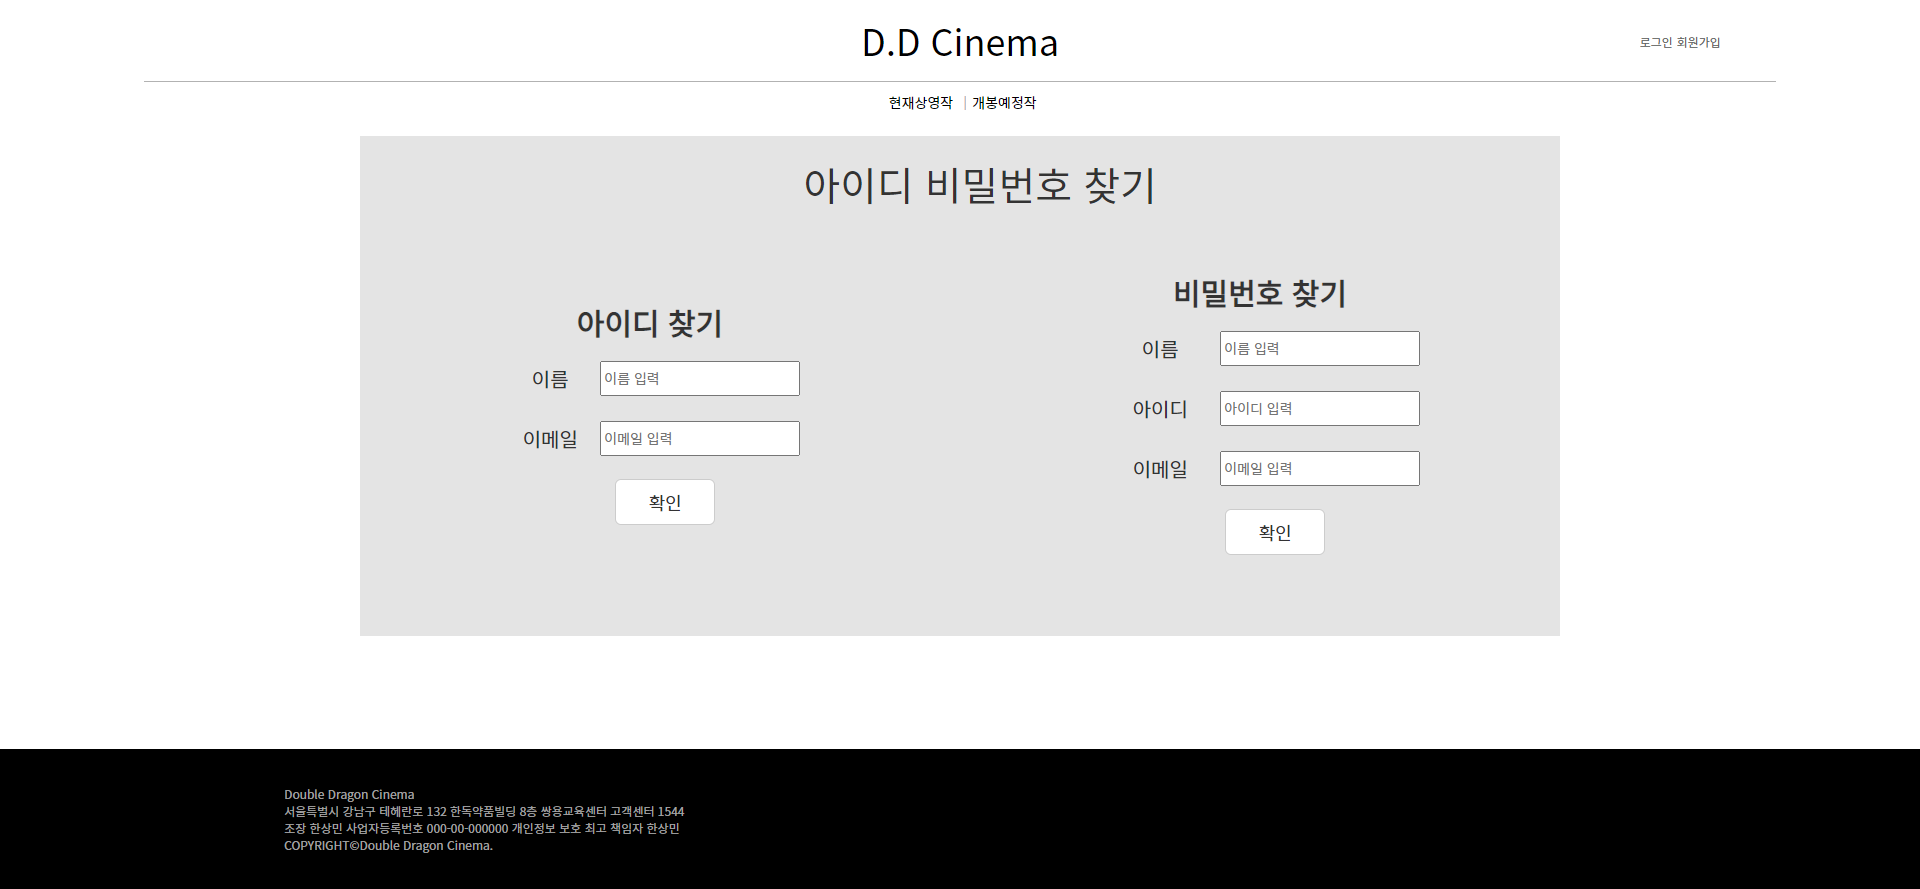 D.D Cinema
로그인 회원가입
현재상영작 | 개봉예정작
아이디 비밀번호 찾기
아이디 찾기
이름
이름 입력
이메일
이메일 입력
확인
비밀번호 찾기
이름
이름 입력
아이디
아이디 입력
이메일
이메일 입력
확인
Double Dragon Cinema
서울특별시 강남구 테헤란로 132 한독약품빌딩 8층 쌍용교육센터 고객센터 1544
조장 한상민 사업자등록번호 000-00-000000 개인정보 보호 최고 책임자 한상민
COPYRIGHT©Double Dragon Cinema.